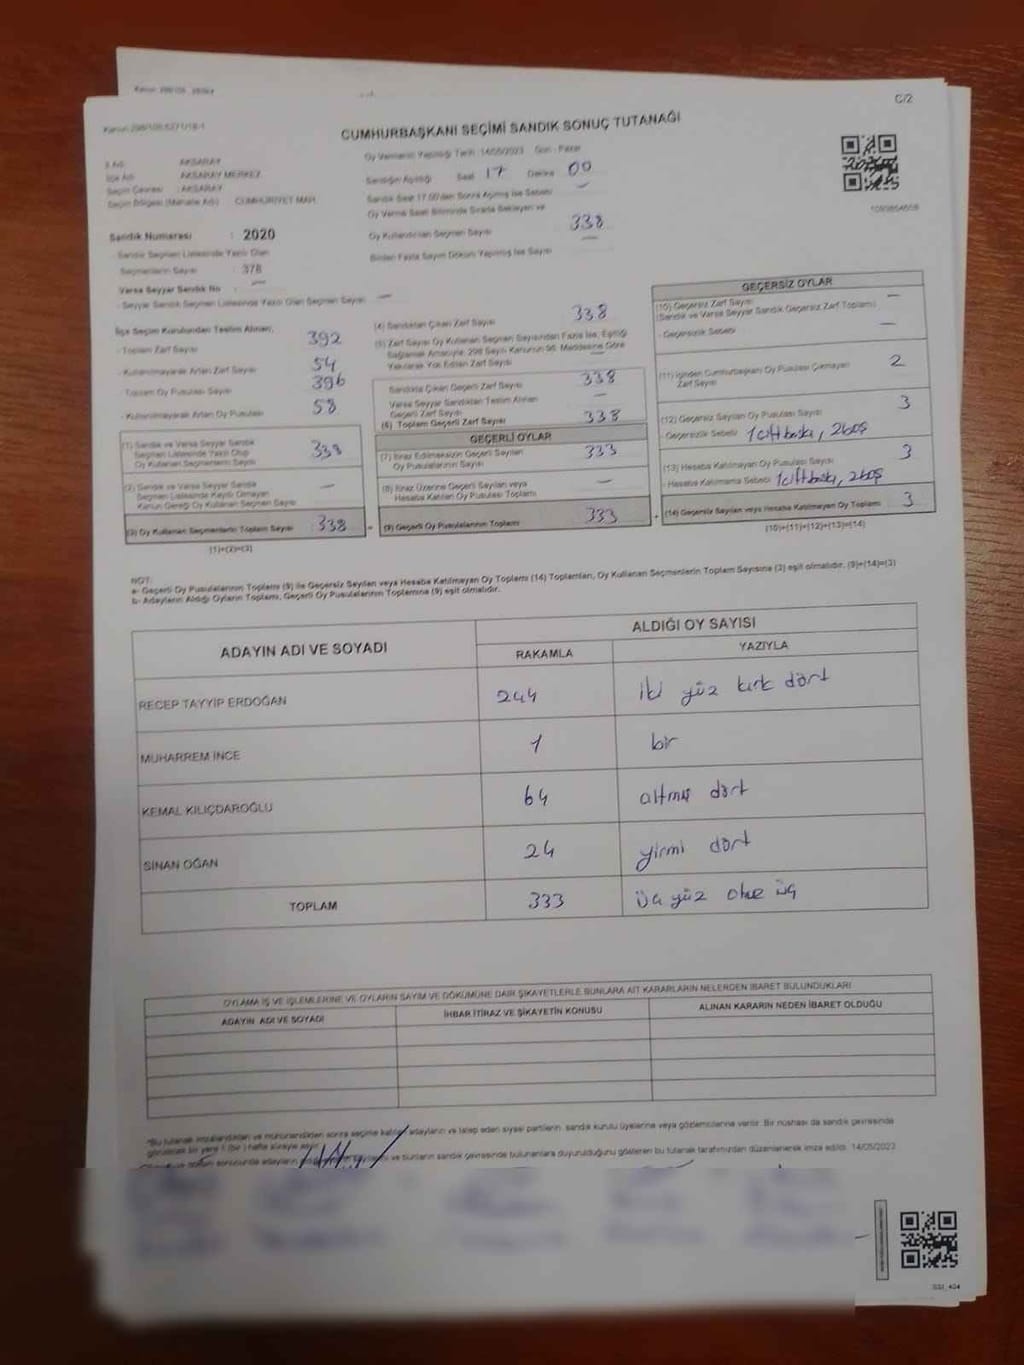 C/2
CUMHURBAŞKANI SEÇİMİ SANDIK SONUÇ TUTANAĞI
İl Adı : AKSARAY
İlçe Adı : AKSARAY MERKEZ
Seçim Çevresi : AKSARAY
Seçim Bölgesi (Mahalle Adı) : CUMHURİYET MAH.
Sandık Numarası : 2020
- Sandık Seçmen Listesinde Yazılı Olan
Seçmenlerin Sayısı : 378
Varsa Seyyar Sandık No : —
- Seyyar Sandık Seçmen Listesinde Yazılı Olan Seçmen Sayısı : —
Oy Vermenin Yapıldığı Tarih : 14/05/2023 Gün : Pazar
Sandığın Açıldığı Saat 17 Dakika 00
Sandık Saat 17.00'den Sonra Açılmış İse Sebebi —
Oy Verme Saati Bitiminde Sırada Bekleyen ve
Oy Kullandırılan Seçmen Sayısı 338
Birden Fazla Sayım Döküm Yapılmış İse Sayısı —
İlçe Seçim Kurulundan Teslim Alınan;
- Toplam Zarf Sayısı 392
- Kullanılmayarak Artan Zarf Sayısı 54
- Toplam Oy Pusulası Sayısı 396
- Kullanılmayarak Artan Oy Pusulası 58
(1) Sandık ve Varsa Seyyar Sandık
Seçmen Listesinde Yazılı Olup
Oy Kullanan Seçmenlerin Sayısı 338
(2) Sandık ve Varsa Seyyar Sandık
Seçmen Listesinde Kayıtlı Olmayan
Kanun Gereği Oy Kullanan Seçmen Sayısı —
(3) Oy Kullanan Seçmenlerin Toplam Sayısı 338
(1)+(2)=(3)
(4) Sandıktan Çıkan Zarf Sayısı 338
(5) Zarf Sayısı Oy Kullanan Seçmen Sayısından Fazla İse, Eşitliği
Sağlamak Amacıyla; 298 Sayılı Kanunun 98. Maddesine Göre
Yakılarak Yok Edilen Zarf Sayısı —
Sandıkta Çıkan Geçerli Zarf Sayısı 338
Varsa Seyyar Sandıktan Teslim Alınan
Geçerli Zarf Sayısı —
(6) Toplam Geçerli Zarf Sayısı 338
GEÇERLİ OYLAR
(7) İtiraz Edilmeksizin Geçerli Sayılan
Oy Pusulalarının Sayısı 333
(8) İtiraz Üzerine Geçerli Sayılan veya
Hesaba Katılan Oy Pusulası Toplamı —
(9) Geçerli Oy Pusulalarının Toplamı 333
GEÇERSİZ OYLAR
(10) Geçersiz Zarf Sayısı
(Sandık ve Varsa Seyyar Sandık Geçersiz Zarf Toplamı) —
- Geçersizlik Sebebi —
(11) İçinden Cumhurbaşkanı Oy Pusulası Çıkmayan
Zarf Sayısı 2
(12) Geçersiz Sayılan Oy Pusulası Sayısı 3
- Geçersizlik Sebebi 1 çift baskı, 2 boş
(13) Hesaba Katılmayan Oy Pusulası Sayısı 3
- Hesaba Katılmama Sebebi 1 çift baskı, 2 boş
(14) Geçersiz Sayılan veya Hesaba Katılmayan Oy Toplamı 3
(10)+(11)+(12)+(13)=(14)
NOT:
a- Geçerli Oy Pusulalarının Toplamı (9) ile Geçersiz Sayılan veya Hesaba Katılmayan Oy Toplamı (14) Toplamları, Oy Kullanan Seçmenlerin Toplam Sayısına (3) eşit olmalıdır. (9)+(14)=(3)
b- Adayların Aldığı Oyların Toplamı, Geçerli Oy Pusulalarının Toplamına (9) eşit olmalıdır.
ADAYIN ADI VE SOYADI ALDIĞI OY SAYISI
RAKAMLA YAZIYLA
RECEP TAYYİP ERDOĞAN 244 iki yüz kırk dört
MUHARREM İNCE 1 bir
KEMAL KILIÇDAROĞLU 64 altmış dört
SİNAN OĞAN 24 yirmi dört
TOPLAM 333 üç yüz otuz üç
OYLAMA İŞ VE İŞLEMLERİNE VE OYLARIN SAYIM VE DÖKÜMÜNE DAİR ŞİKAYETLERLE BUNLARA AİT KARARLARIN NELERDEN İBARET BULUNDUKLARI
ADAYIN ADI VE SOYADI İHBAR İTİRAZ VE ŞİKAYETİN KONUSU ALINAN KARARIN NEDEN İBARET OLDUĞU
*Bu tutanak imzalandıktan ve mühürlendikten sonra seçime katılan adayların ve talep eden siyasi partilerin sandık kurulu üyelerine veya gözlemcilerine verilir. Bir nüshası da sandık çevresinde
görülecek bir yere 1 (bir) hafta süreyle asılır.
ve bunların sandık çevresinde bulunanlara duyurulduğunu gösteren bu tutanak tarafımızdan düzenlenerek imza edildi. 14/05/2023